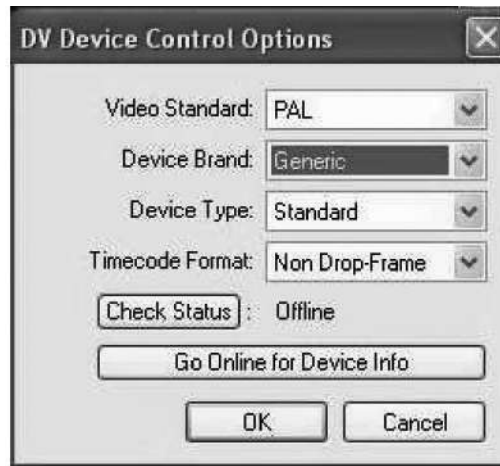 DV Device Control Options
Video Standard: PAL
Device Brand: Generic
Device Type: Standard
Timecode Format: Non Drop-Frame
Check Status : Offline
Go Online for Device Info
OK Cancel